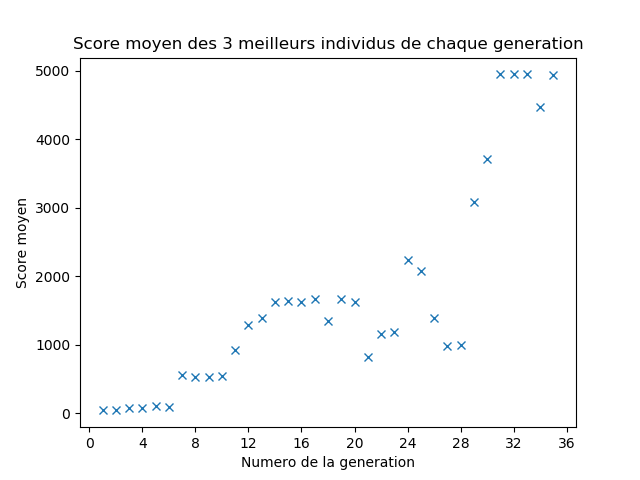 Score moyen des 3 meilleurs individus de chaque generation
5000
4000
3000
2000
1000
0
Score moyen
0 4 8 12 16 20 24 28 32 36
Numero de la generation